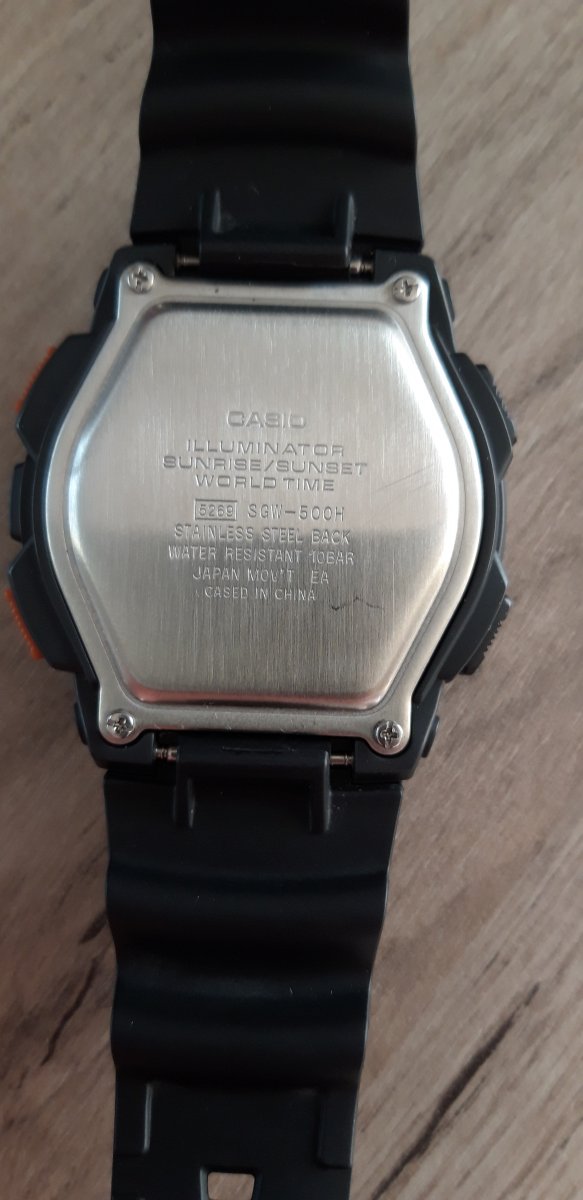 CASIO
ILLUMINATOR
SUNRISE/SUNSET
WORLD TIME
5269 SGW-500H
STAINLESS STEEL BACK
WATER RESISTANT 10BAR
JAPAN MOV'T EA
CASED IN CHINA